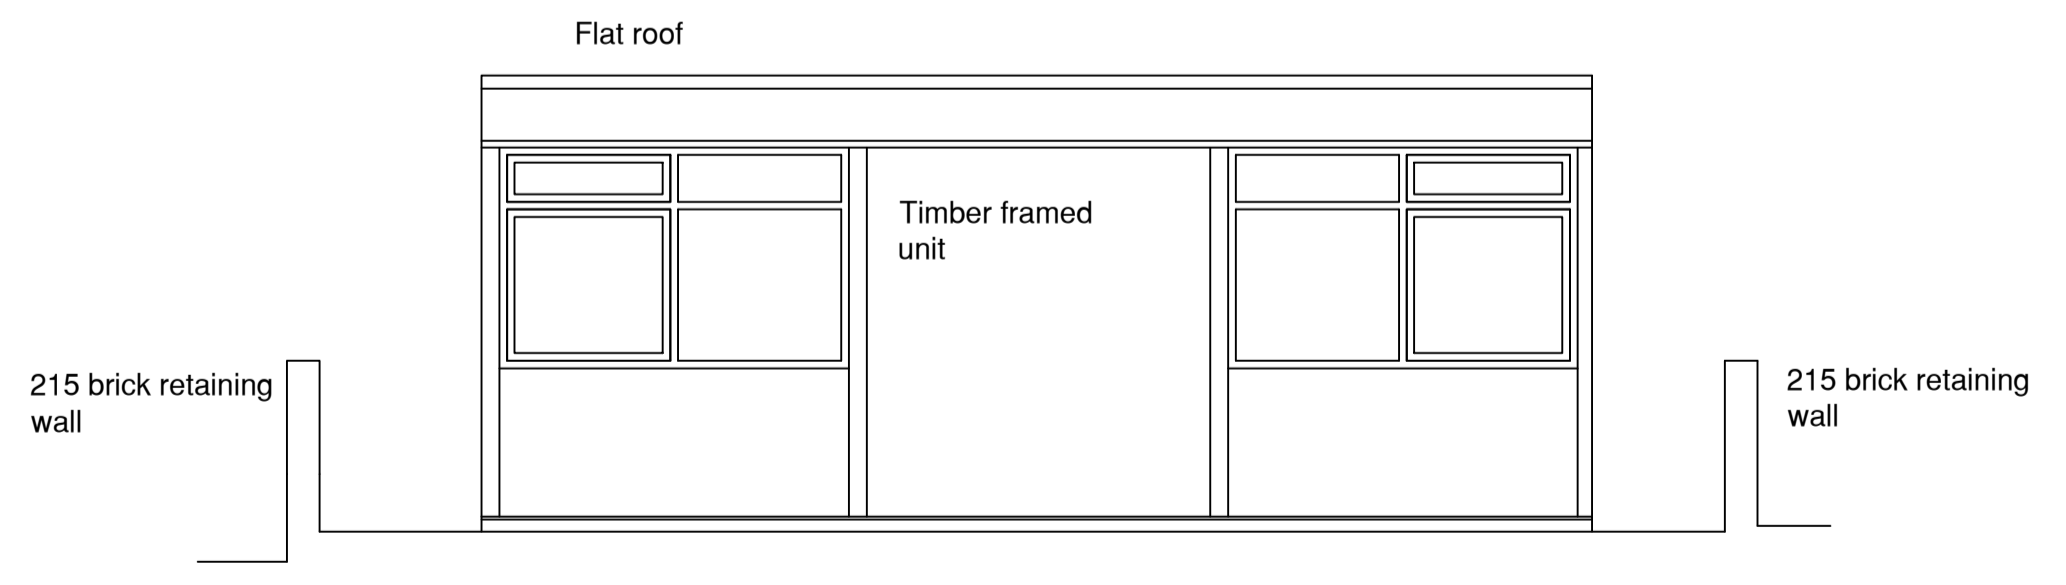 Flat roof
Timber framed
unit
215 brick retaining
wall
215 brick retaining
wall